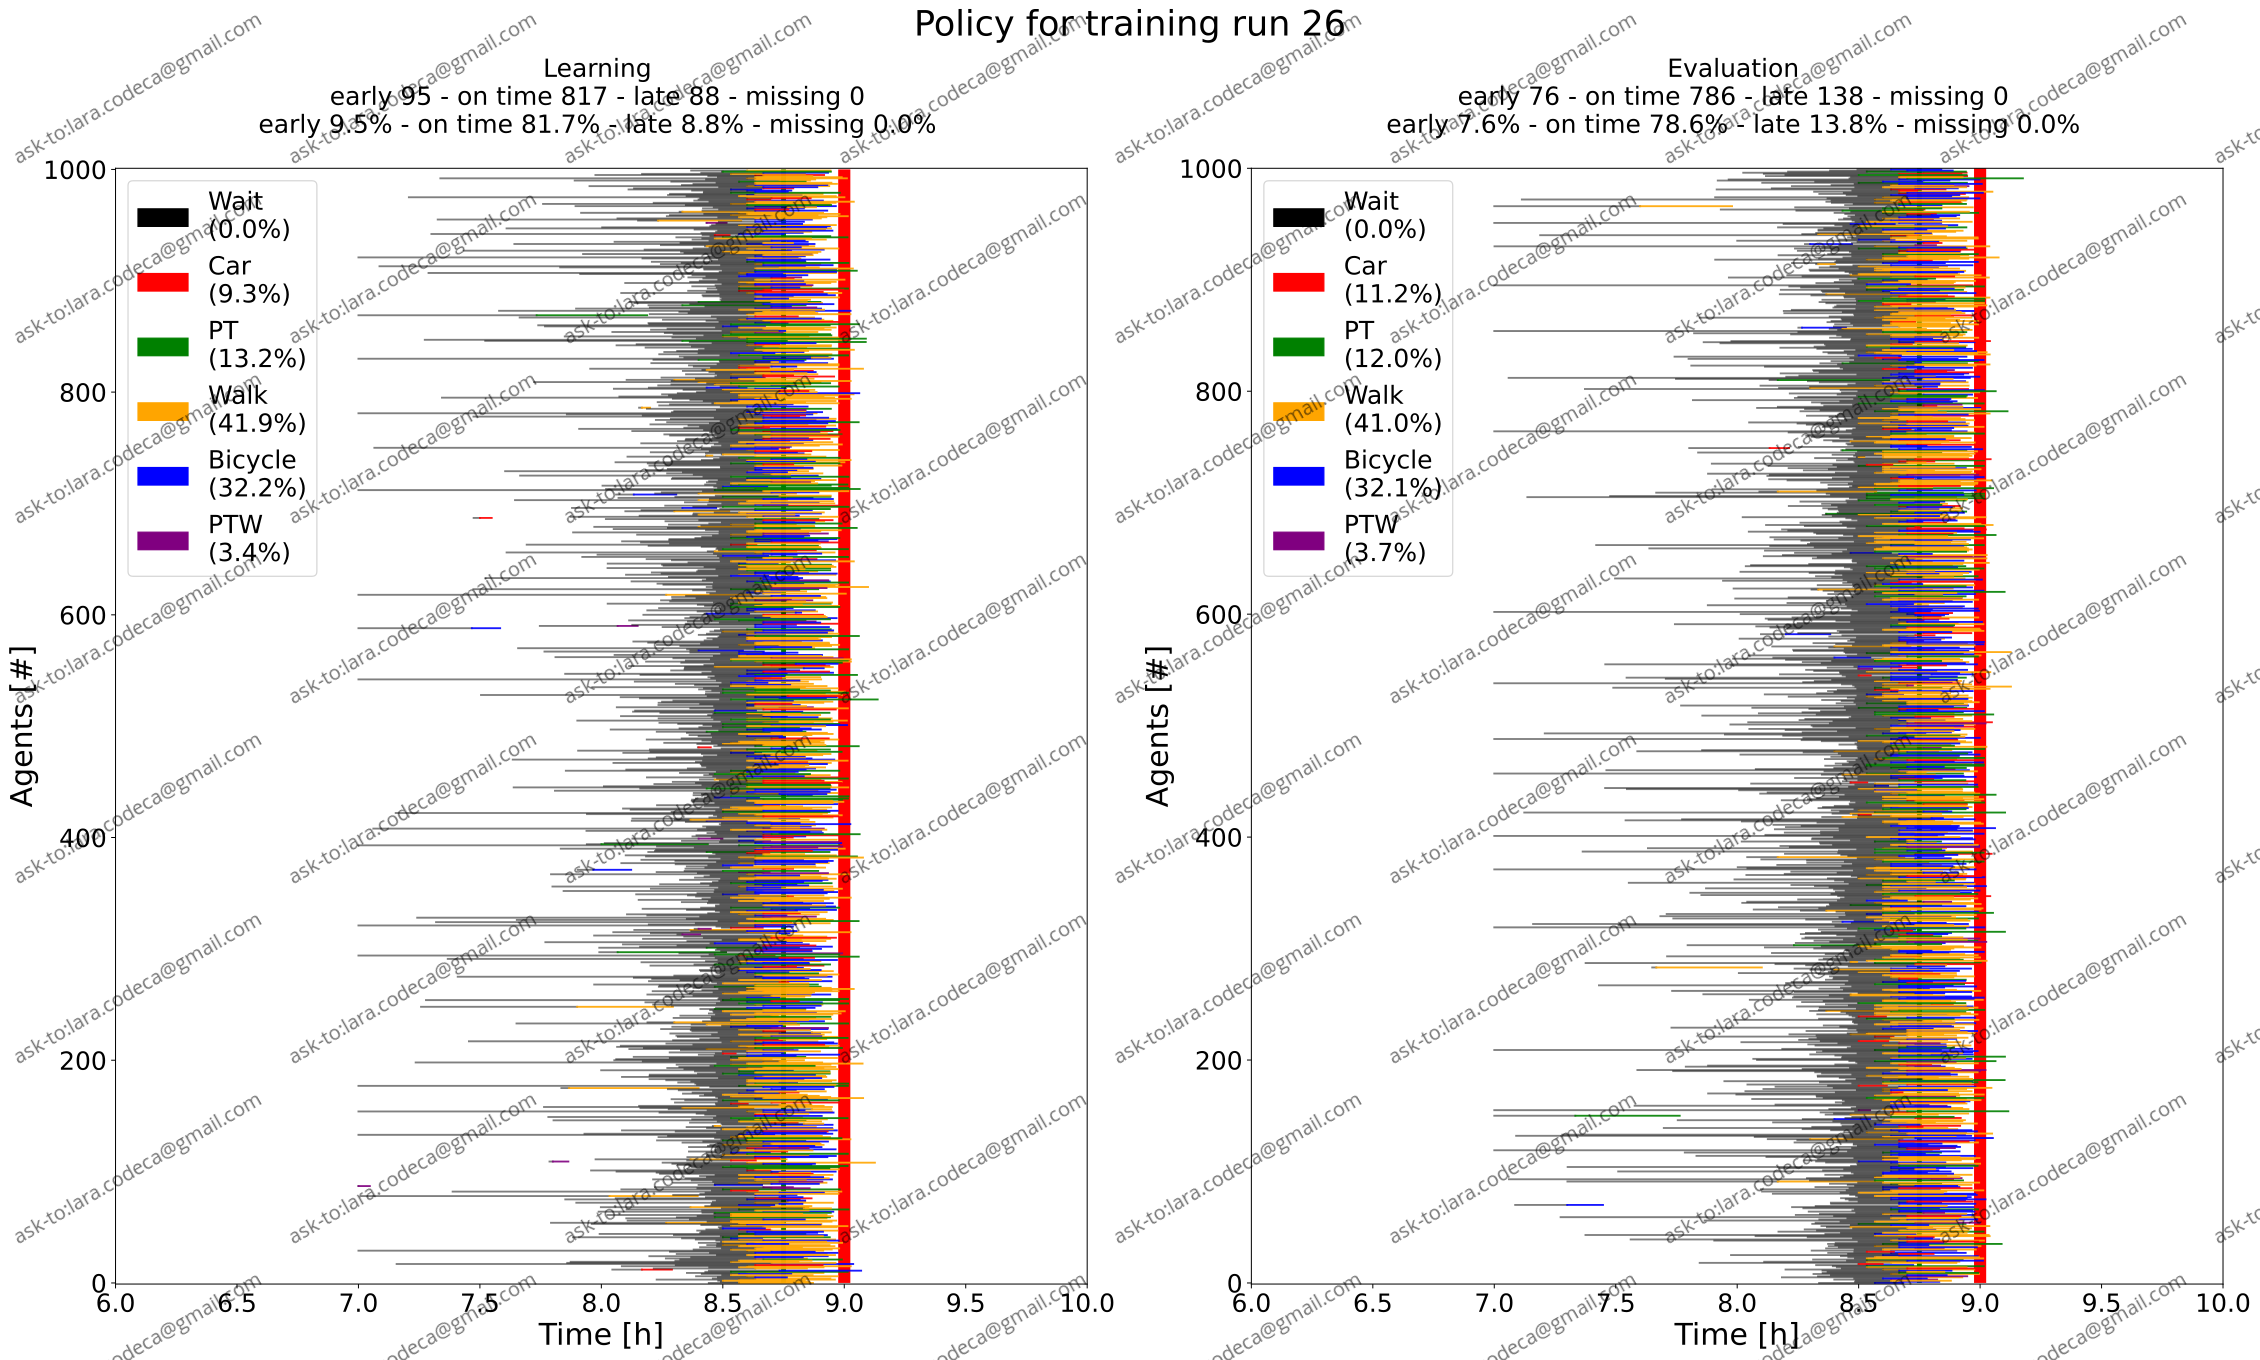 Policy for training run 26
Learning
early 95 - on time 817 - late 88 - missing 0
early 9.5% - on time 81.7% - late 8.8% - missing 0.0%
1000
800
600
400
200
0
Agents [#]
Wait
(0.0%)
Car
(9.3%)
PT
(13.2%)
Walk
(41.9%)
Bicycle
(32.2%)
PTW
(3.4%)
6.0 6.5 7.0 7.5 8.0 8.5 9.0 9.5 10.0
Time [h]
Evaluation
early 76 - on time 786 - late 138 - missing 0
early 7.6% - on time 78.6% - late 13.8% - missing 0.0%
1000
800
600
400
200
0
Agents [#]
Wait
(0.0%)
Car
(11.2%)
PT
(12.0%)
Walk
(41.0%)
Bicycle
(32.1%)
PTW
(3.7%)
6.0 6.5 7.0 7.5 8.0 8.5 9.0 9.5 10.0
Time [h]
ask-to:lara.codeca@gmail.com